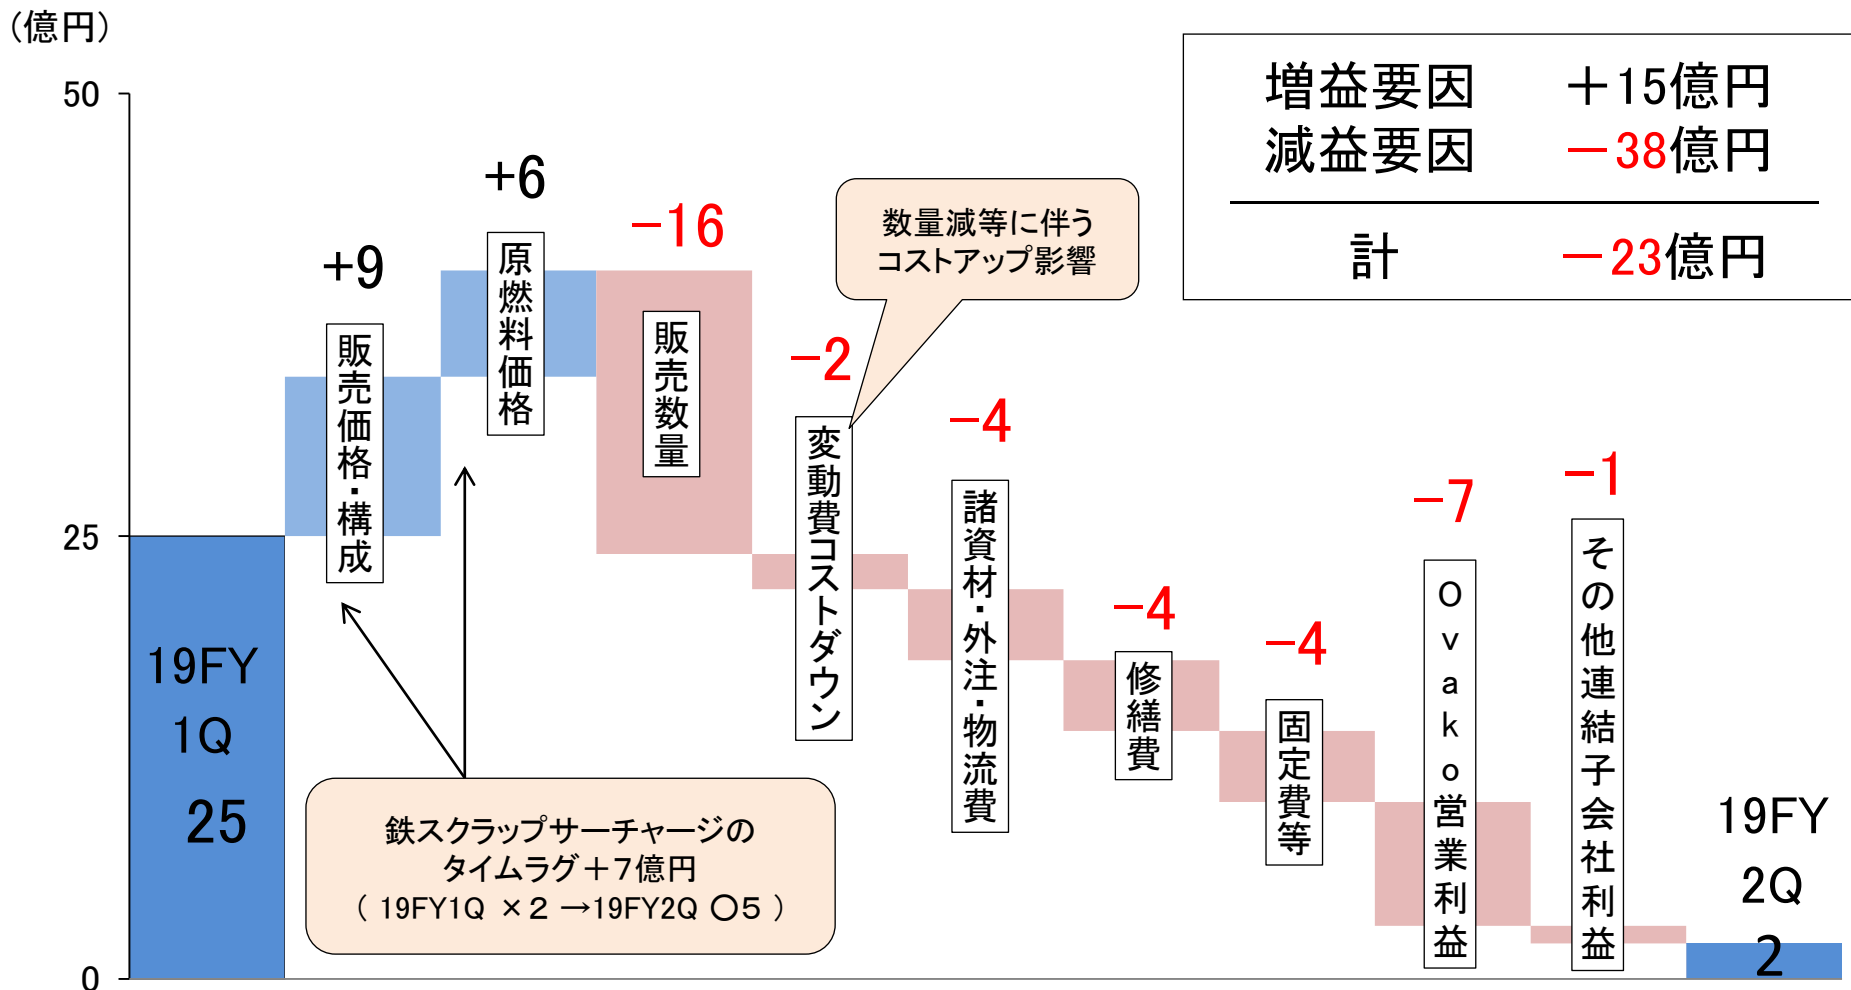 (億円)
50
25
0
増益要因 +15億円
減益要因 -38億円
計 -23億円
19FY
1Q
25
+9
販売価格・構成
+6
原燃料価格
-16
販売数量
-2
変動費コストダウン
数量減等に伴う
コストアップ影響
-4
諸資材・外注・物流費
-4
修繕費
-4
固定費等
-7
Ovako営業利益
-1
その他連結子会社利益
19FY
2Q
2
鉄スクラップサーチャージの
タイムラグ+7億円
( 19FY1Q ×2 →19FY2Q ○5 )